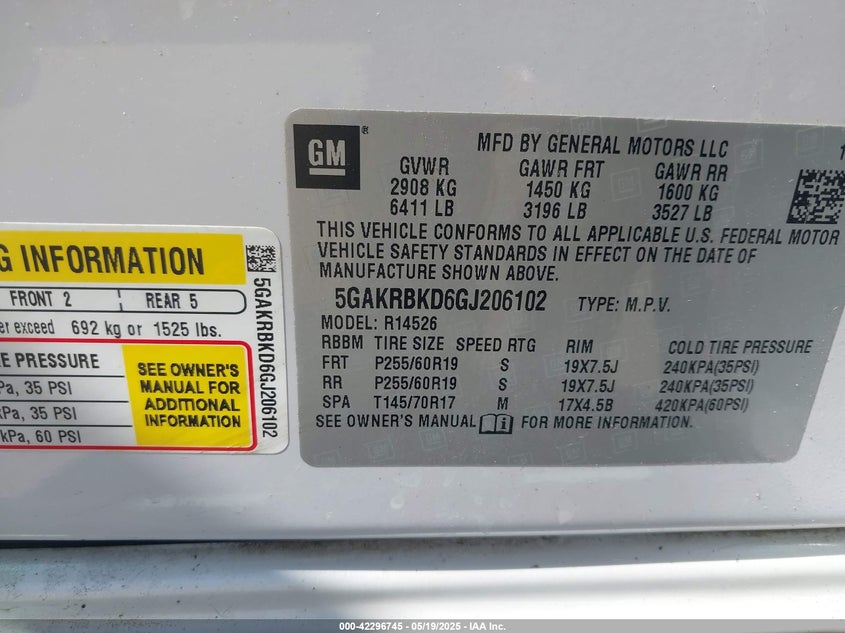 GM ®
MFD BY GENERAL MOTORS LLC
GVWR GAWR FRT GAWR RR
2908 KG 1450 KG 1600 KG
6411 LB 3196 LB 3527 LB
THIS VEHICLE CONFORMS TO ALL APPLICABLE U.S. FEDERAL MOTOR
VEHICLE SAFETY STANDARDS IN EFFECT ON THE DATE OF
MANUFACTURE SHOWN ABOVE.
5GAKRBKD6GJ206102 TYPE: M.P.V.
MODEL: R14526
RBBM TIRE SIZE SPEED RTG RIM COLD TIRE PRESSURE
FRT P255/60R19 S 19X7.5J 240KPA(35PSI)
RR P255/60R19 S 19X7.5J 240KPA(35PSI)
SPA T145/70R17 M 17X4.5B 420KPA(60PSI)
SEE OWNER'S MANUAL FOR MORE INFORMATION.
G INFORMATION
FRONT 2 REAR 5
er exceed 692 kg or 1525 lbs.
E PRESSURE
Pa, 35 PSI
kPa, 35 PSI
kPa, 60 PSI
SEE OWNER'S
MANUAL FOR
ADDITIONAL
INFORMATION
5GAKRBKD6GJ206102
000-42296745 - 05/19/2025 - IAA Inc.